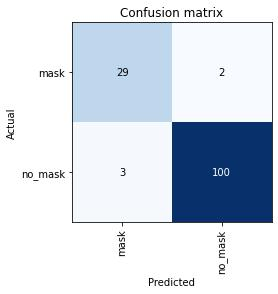 Confusion matrix
Actual
mask
29
2
no_mask
3
100
mask
no_mask
Predicted